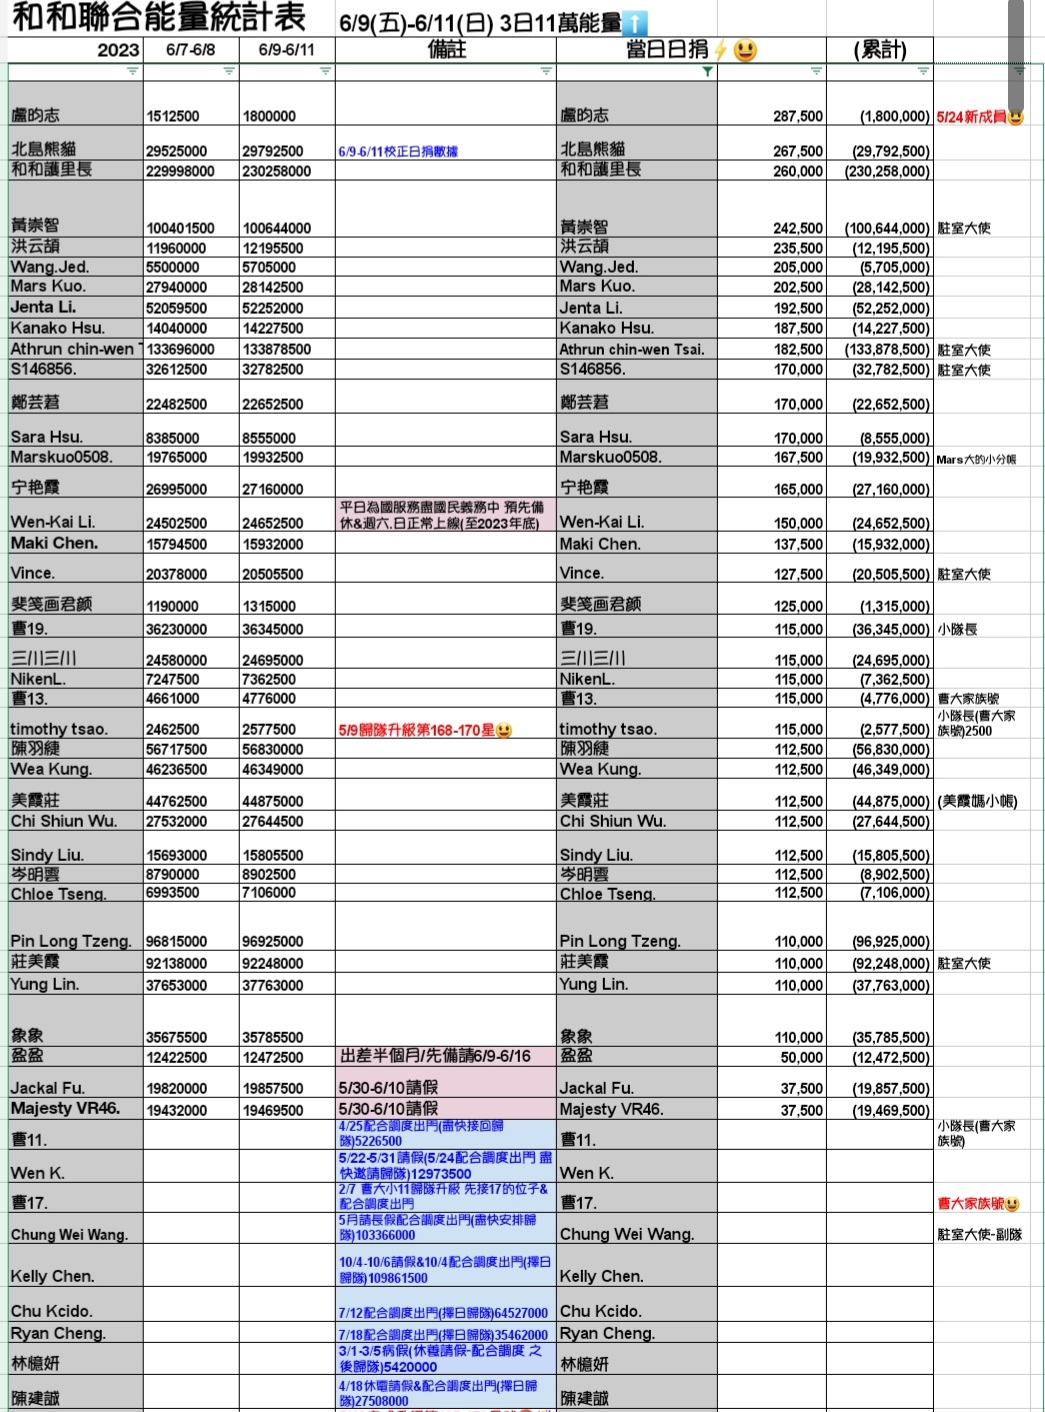 和和聯合能量統計表 6/9(五)-6/11(日) 3日11萬能量⬆️
2023 6/7-6/8 6/9-6/11 備註 當日日捐⚡😃 (累計)
盧昀志 1512500 1800000 盧昀志 287,500 (1,800,000) 5/24新成員😃
北島熊貓 29525000 29792500 6/9-6/11校正日捐數據 北島熊貓 267,500 (29,792,500)
和和護里長 229998000 230258000 和和護里長 260,000 (230,258,000)
黃崇智 100401500 100644000 黃崇智 242,500 (100,644,000) 駐室大使
洪云頡 11960000 12195500 洪云頡 235,500 (12,195,500)
Wang.Jed. 5500000 5705000 Wang.Jed. 205,000 (5,705,000)
Mars Kuo. 27940000 28142500 Mars Kuo. 202,500 (28,142,500)
Jenta Li. 52059500 52252000 Jenta Li. 192,500 (52,252,000)
Kanako Hsu. 14040000 14227500 Kanako Hsu. 187,500 (14,227,500)
Athrun chin-wen 133696000 133878500 Athrun chin-wen Tsai. 182,500 (133,878,500) 駐室大使
S146856. 32612500 32782500 S146856. 170,000 (32,782,500) 駐室大使
鄭芸莙 22482500 22652500 鄭芸莙 170,000 (22,652,500)
Sara Hsu. 8385000 8555000 Sara Hsu. 170,000 (8,555,000)
Marskuo0508. 19765000 19932500 Marskuo0508. 167,500 (19,932,500) Mars大的小分帳
宁艳霞 26995000 27160000 宁艳霞 165,000 (27,160,000)
平日為國服務盡國民義務中 預先備
Wen-Kai Li. 24502500 24652500 休&週六.日正常上線(至2023年底) Wen-Kai Li. 150,000 (24,652,500)
Maki Chen. 15794500 15932000 Maki Chen. 137,500 (15,932,000)
Vince. 20378000 20505500 Vince. 127,500 (20,505,500) 駐室大使
斐笺画君颜 1190000 1315000 斐笺画君颜 125,000 (1,315,000)
曹19. 36230000 36345000 曹19. 115,000 (36,345,000) 小隊長
三川三川 24580000 24695000 三川三川 115,000 (24,695,000)
NikenL. 7247500 7362500 NikenL. 115,000 (7,362,500)
曹13. 4661000 4776000 曹13. 115,000 (4,776,000) 曹大家族號
小隊長(曹大家
timothy tsao. 2462500 2577500 5/9歸隊升級第168-170星😃 timothy tsao. 115,000 (2,577,500) 族號)2500
陳羽緁 56717500 56830000 陳羽緁 112,500 (56,830,000)
Wea Kung. 46236500 46349000 Wea Kung. 112,500 (46,349,000)
美霞莊 44762500 44875000 美霞莊 112,500 (44,875,000) (美霞媽小帳)
Chi Shiun Wu. 27532000 27644500 Chi Shiun Wu. 112,500 (27,644,500)
Sindy Liu. 15693000 15805500 Sindy Liu. 112,500 (15,805,500)
岑明雲 8790000 8902500 岑明雲 112,500 (8,902,500)
Chloe Tseng. 6993500 7106000 Chloe Tseng. 112,500 (7,106,000)
Pin Long Tzeng. 96815000 96925000 Pin Long Tzeng. 110,000 (96,925,000)
莊美霞 92138000 92248000 莊美霞 110,000 (92,248,000) 駐室大使
Yung Lin. 37653000 37763000 Yung Lin. 110,000 (37,763,000)
象象 35675500 35785500 象象 110,000 (35,785,500)
盈盈 12422500 12472500 出差半個月/先備請6/9-6/16 盈盈 50,000 (12,472,500)
Jackal Fu. 19820000 19857500 5/30-6/10請假 Jackal Fu. 37,500 (19,857,500)
Majesty VR46. 19432000 19469500 5/30-6/10請假 Majesty VR46. 37,500 (19,469,500)
4/25配合調度出門(盡快接回歸 小隊長(曹大家
曹11. 隊)5226500 曹11. 族號)
5/22-5/31請假(5/24配合調度出門 盡
Wen K. 快邀請歸隊)12973500 Wen K.
2/7 曹大小11歸隊升級 先接17的位子&
曹17. 配合調度出門 曹17. 曹大家族號😃
5月請長假配合調度出門(盡快安排歸
Chung Wei Wang. 隊)103366000 Chung Wei Wang. 駐室大使-副隊
10/4-10/6請假&10/4配合調度出門(擇日
Kelly Chen. 歸隊)109861500 Kelly Chen.
Chu Kcido. 7/12配合調度出門(擇日歸隊)64527000 Chu Kcido.
Ryan Cheng. 7/18配合調度出門(擇日歸隊)35462000 Ryan Cheng.
3/1-3/5病假(休養請假-配合調度 之
林檍妍 後歸隊)5420000 林檍妍
4/18休電請假&配合調度出門(擇日歸
陳建誠 隊)27508000 陳建誠